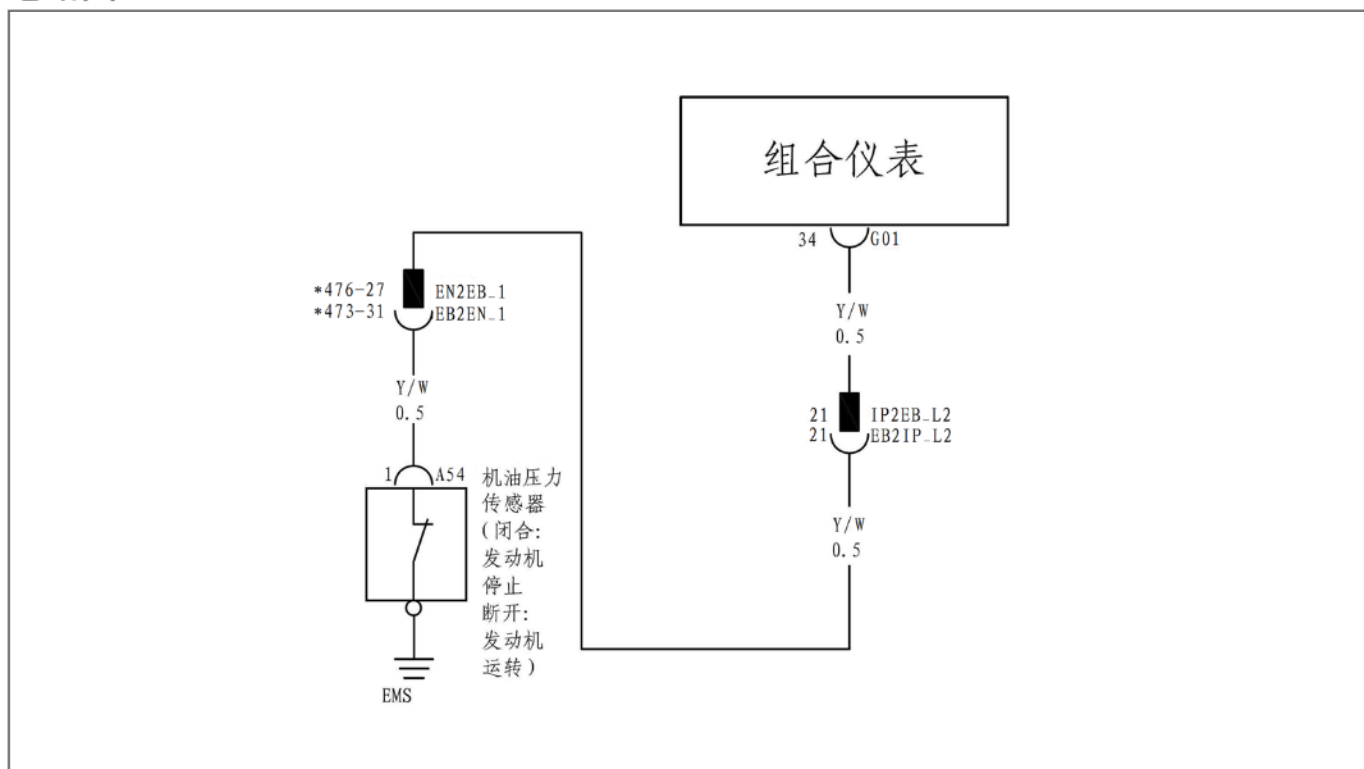 组合仪表
34 G01
*476-27 EN2EB_1
*473-31 EB2EN_1
Y/W
0.5
Y/W
0.5
21 IP2EB_L2
21 EB2IP_L2
1 A54 机油压力
传感器
(闭合:
发动机
停止
断开:
发动机
运转)
Y/W
0.5
EMS